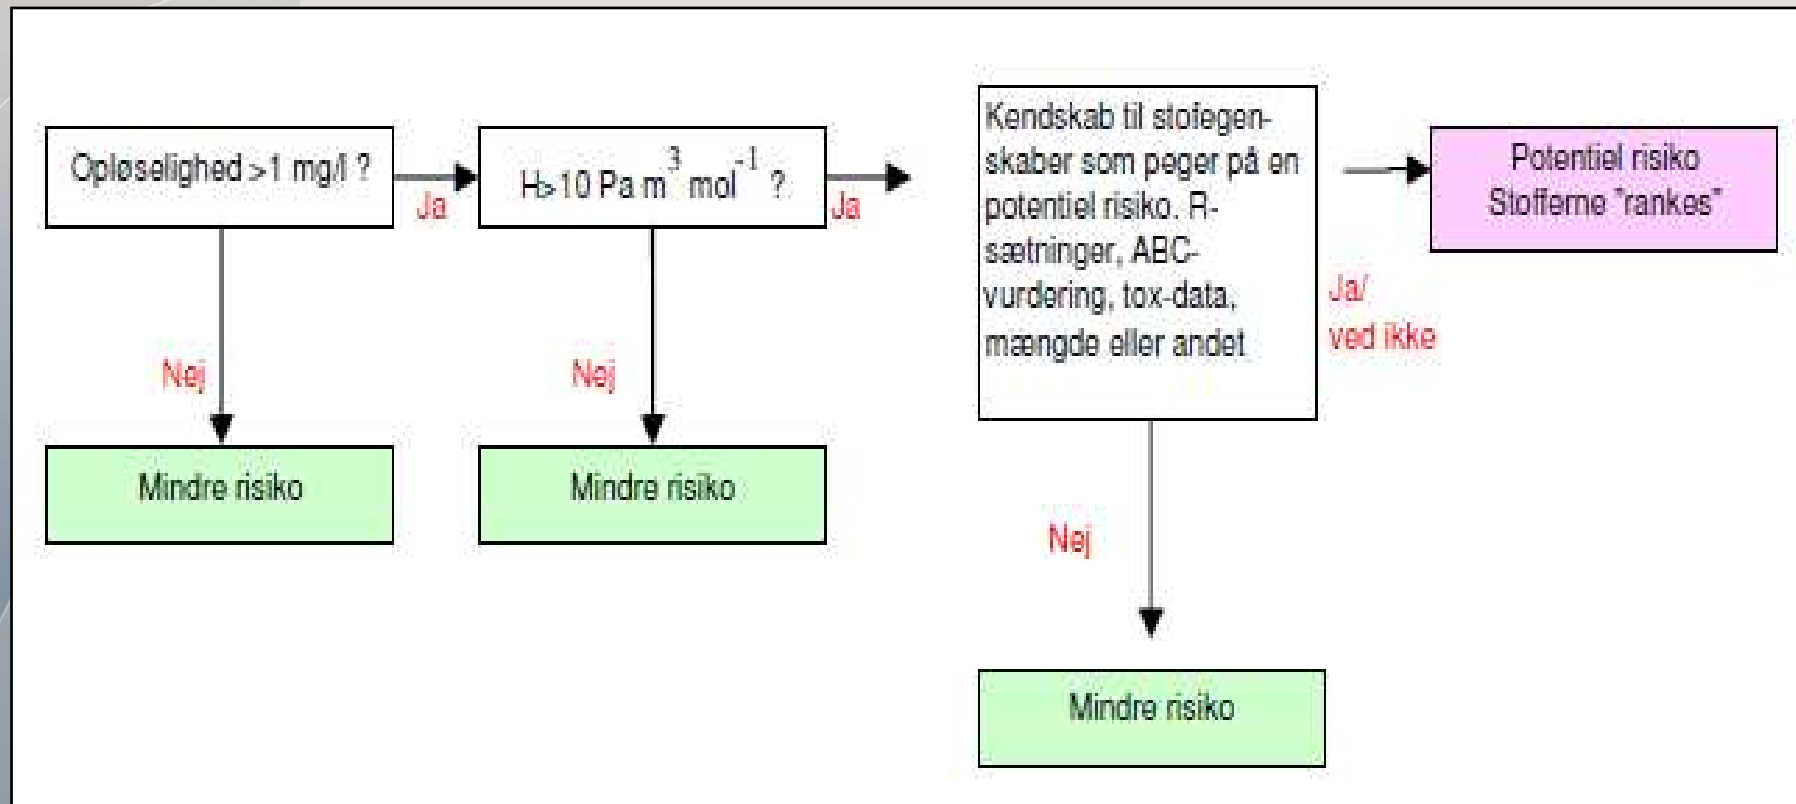 Opløselighed >1 mg/l ?
Ja
H>10 Pa m³ mol⁻¹ ?
Ja
Kendskab til stofegen-
skaber som peger på en
potentiel risiko. R-
sætninger, ABC-
vurdering, tox-data,
mængde eller andet
Ja/
ved ikke
Potentiel risiko
Stofferne "rankes"
Nej
Nej
Mindre risiko
Mindre risiko
Nej
Mindre risiko